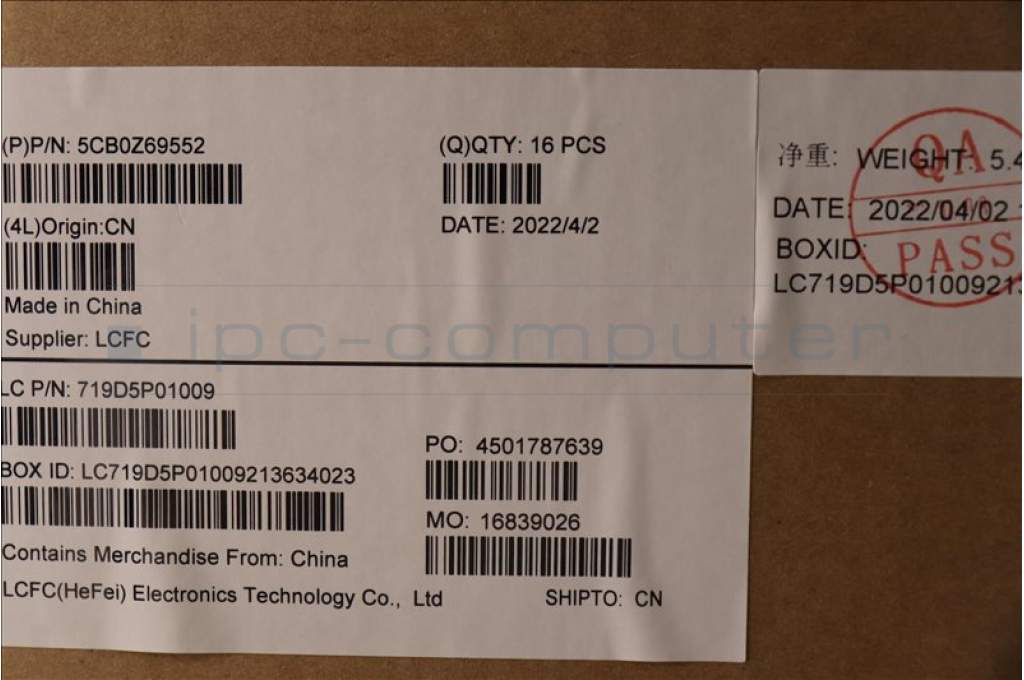 (P)P/N: 5CB0Z69552
(Q)QTY: 16 PCS
(4L)Origin:CN
DATE: 2022/4/2
Made in China
Supplier: LCFC
LC P/N: 719D5P01009
PO: 4501787639
BOX ID: LC719D5P01009213634023
MO: 16839026
Contains Merchandise From: China
LCFC(HeFei) Electronics Technology Co., Ltd
SHIPTO: CN
净重: WEIGHT: 5.4
DATE: 2022/04/02
BOXID:
LC719D5P0100921
QA
PASS
ipc-computer